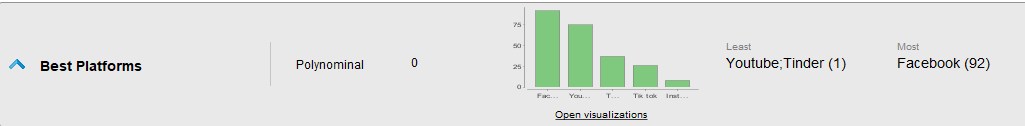 Best Platforms
Polynominal
0
75
50
25
0
Fac...
You...
T...
Tik tok
Inst...
Open visualizations
Least
Youtube;Tinder (1)
Most
Facebook (92)